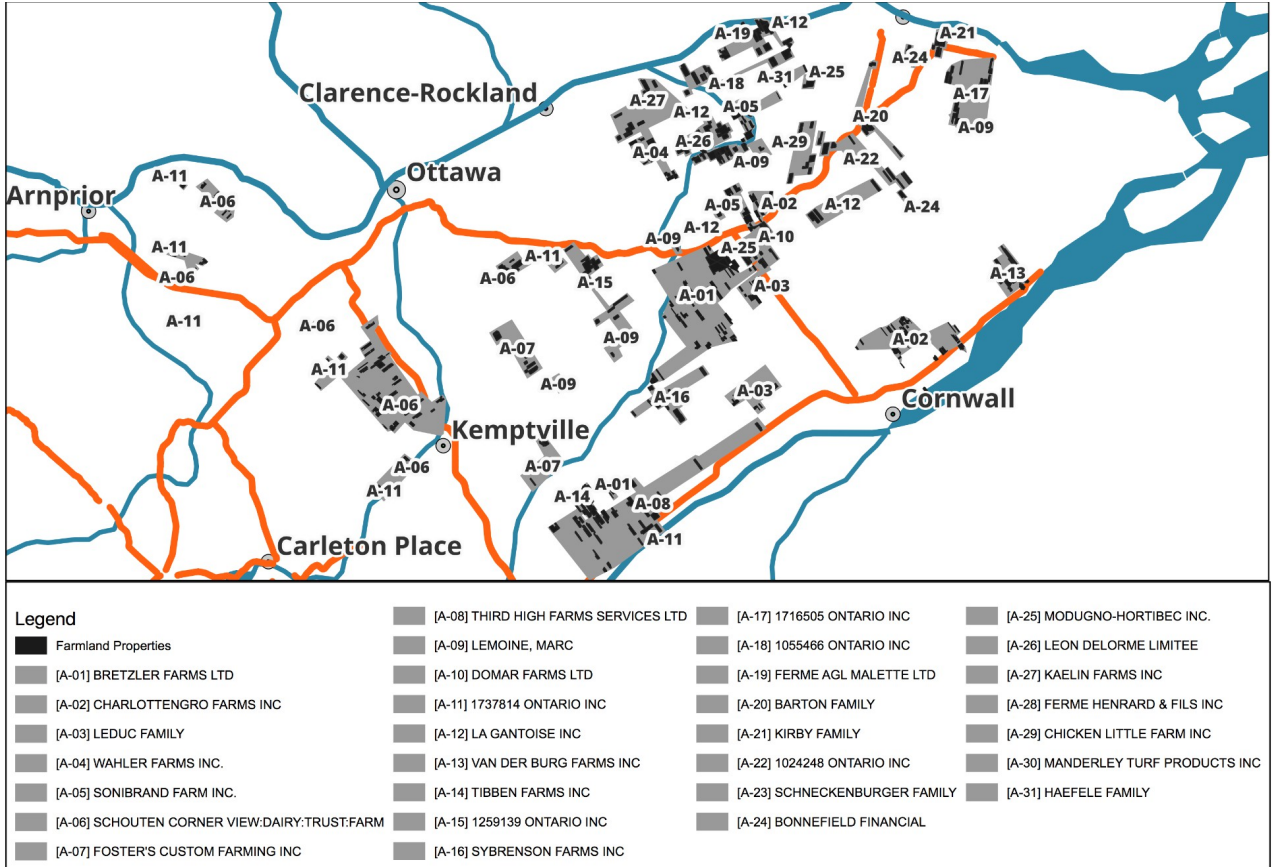 A-12
A-19
A-21
A-24
A-31
A-25
A-18
A-17
Clarence-Rockland
A-27
A-12
A-05
A-20
A-09
A-26
A-29
A-04
A-09
A-22
Ottawa
A-11
A-06
Arnprior
A-05
A-02
A-12
A-24
A-12
A-09
A-10
A-11
A-25
A-11
A-06
A-06
A-15
A-13
A-03
A-01
A-11
A-06
A-09
A-02
A-07
A-11
A-09
A-03
A-16
A-06
Cornwall
Kemptville
A-06
A-07
A-11
A-01
A-14
A-08
A-11
Carleton Place
Legend
Farmland Properties
[A-01] BRETZLER FARMS LTD
[A-02] CHARLOTTENGRO FARMS INC
[A-03] LEDUC FAMILY
[A-04] WAHLER FARMS INC.
[A-05] SONIBRAND FARM INC.
[A-06] SCHOUTEN CORNER VIEW:DAIRY:TRUST:FARM
[A-07] FOSTER'S CUSTOM FARMING INC
[A-08] THIRD HIGH FARMS SERVICES LTD
[A-09] LEMOINE, MARC
[A-10] DOMAR FARMS LTD
[A-11] 1737814 ONTARIO INC
[A-12] LA GANTOISE INC
[A-13] VAN DER BURG FARMS INC
[A-14] TIBBEN FARMS INC
[A-15] 1259139 ONTARIO INC
[A-16] SYBRENSON FARMS INC
[A-17] 1716505 ONTARIO INC
[A-18] 1055466 ONTARIO INC
[A-19] FERME AGL MALETTE LTD
[A-20] BARTON FAMILY
[A-21] KIRBY FAMILY
[A-22] 1024248 ONTARIO INC
[A-23] SCHNECKENBURGER FAMILY
[A-24] BONNEFIELD FINANCIAL
[A-25] MODUGNO-HORTIBEC INC.
[A-26] LEON DELORME LIMITEE
[A-27] KAELIN FARMS INC
[A-28] FERME HENRARD & FILS INC
[A-29] CHICKEN LITTLE FARM INC
[A-30] MANDERLEY TURF PRODUCTS INC
[A-31] HAEFELE FAMILY